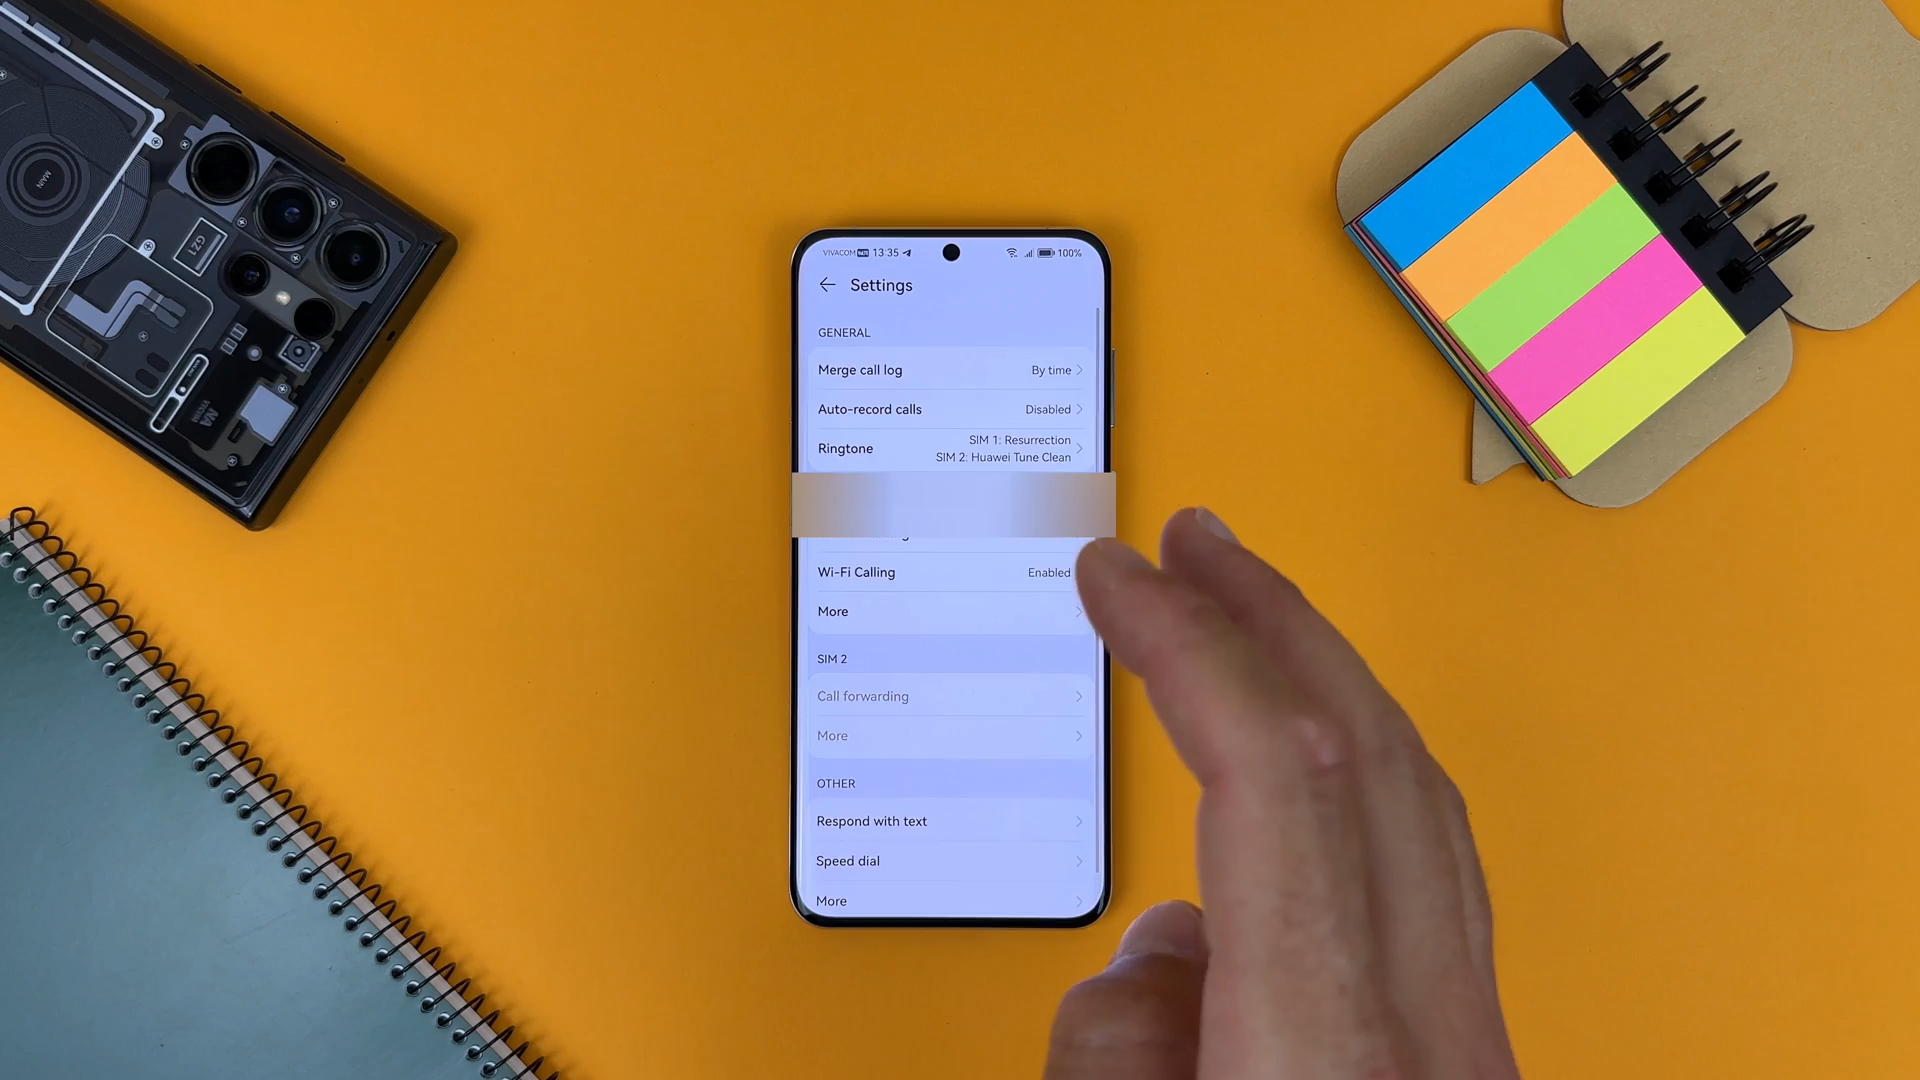 MAIN
GZ1
VIVACOM 13:35 100%
Settings
GENERAL
Merge call log By time
Auto-record calls Disabled
Ringtone SIM 1: Resurrection
SIM 2: Huawei Tune Clean
Wi-Fi Calling Enabled
More
SIM 2
Call forwarding
More
OTHER
Respond with text
Speed dial
More